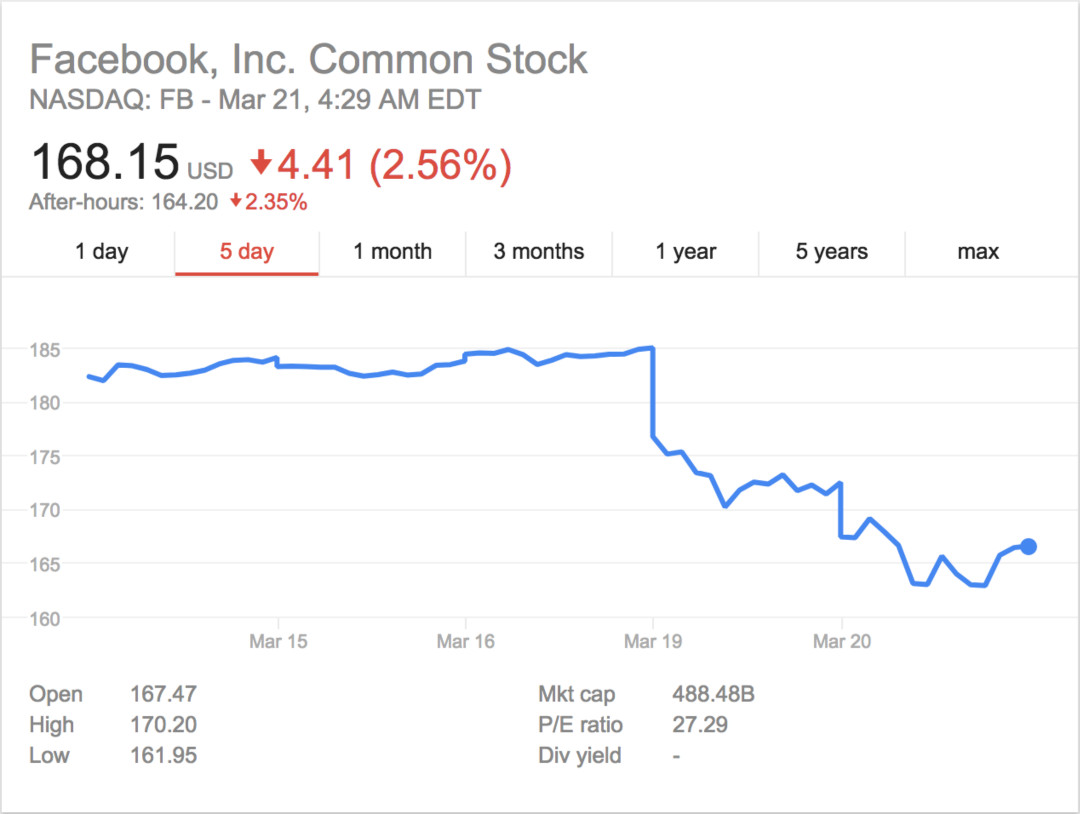 Facebook, Inc. Common Stock
NASDAQ: FB - Mar 21, 4:29 AM EDT
168.15 USD ↓4.41 (2.56%)
After-hours: 164.20 ↓2.35%
1 day 5 day 1 month 3 months 1 year 5 years max
185
180
175
170
165
160
Mar 15 Mar 16 Mar 19 Mar 20
Open 167.47 Mkt cap 488.48B
High 170.20 P/E ratio 27.29
Low 161.95 Div yield -